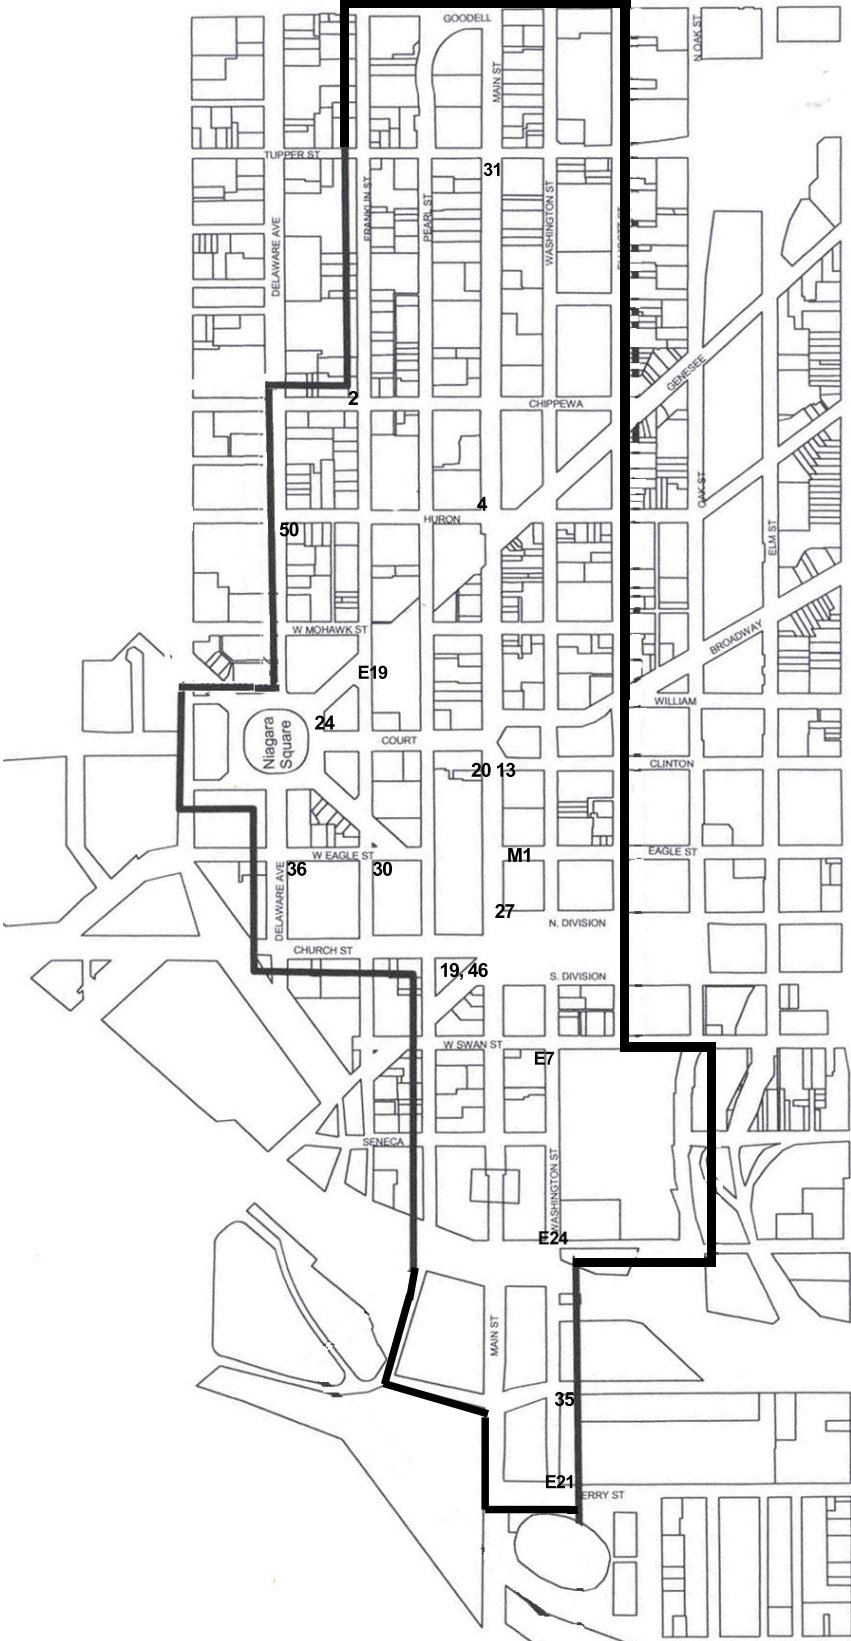 GOODELL
N OAK ST
MAIN ST
TUPPER ST
31
FRANKLIN ST
PEARL ST
WASHINGTON ST
DELAWARE AVE
GENESEE
2
CHIPPEWA
4
OAK ST
HURON
50
ELM ST
W MOHAWK ST
BROADWAY
E19
WILLIAM
24
Niagara
Square
COURT
CLINTON
20 13
M1
W EAGLE ST
EAGLE ST
36
30
DELAWARE AVE
27
N. DIVISION
CHURCH ST
19, 46
S. DIVISION
W SWAN ST
E7
SENECA
WASHINGTON ST
E24
MAIN ST
35
E21
ERRY ST